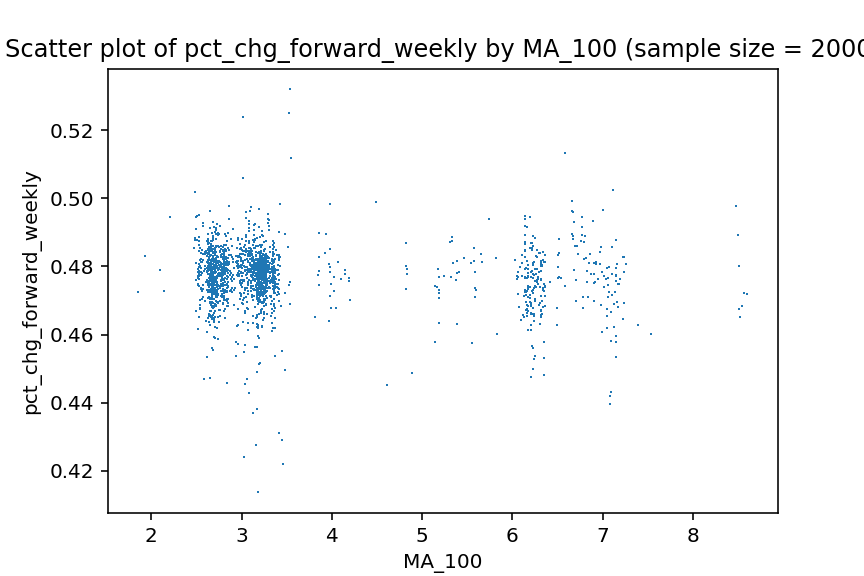 Scatter plot of pct_chg_forward_weekly by MA_100 (sample size = 2000
0.52
0.50
0.48
0.46
0.44
0.42
pct_chg_forward_weekly
2 3 4 5 6 7 8
MA_100